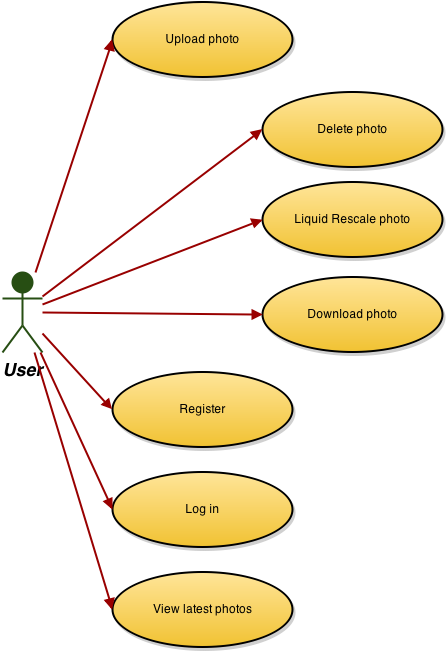 Upload photo
Delete photo
Liquid Rescale photo
Download photo
User
Register
Log in
View latest photos